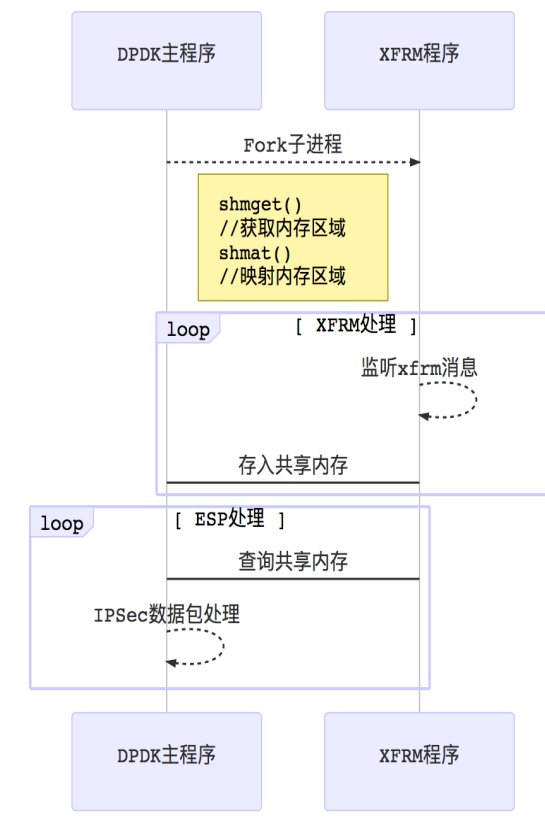 DPDK主程序
XFRM程序
Fork子进程
shmget()
//获取内存区域
shmat()
//映射内存区域
loop
[ XFRM处理 ]
监听xfrm消息
存入共享内存
loop
[ ESP处理 ]
查询共享内存
IPSec数据包处理
DPDK主程序
XFRM程序